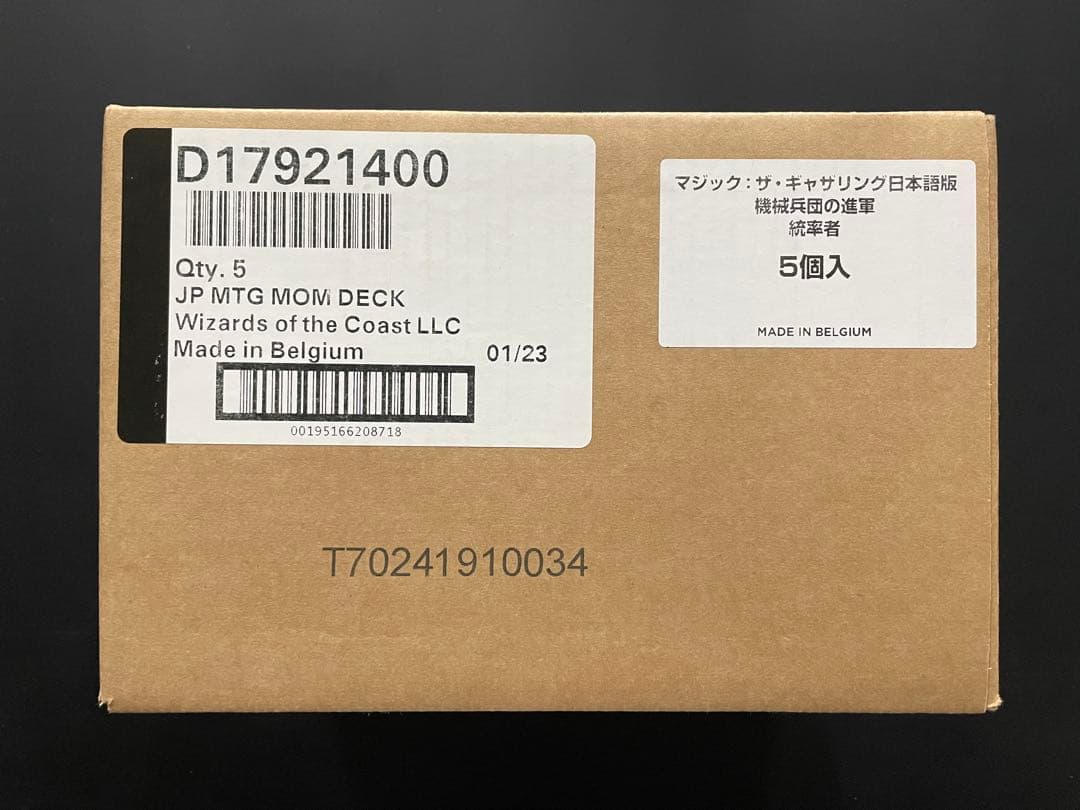 D17921400
Qty. 5
JP MTG MOM DECK
Wizards of the Coast LLC
Made in Belgium 01/23
00195166208718
マジック:ザ・ギャザリング日本語版
機械兵団の進軍
統率者
5個入
MADE IN BELGIUM
T70241910034